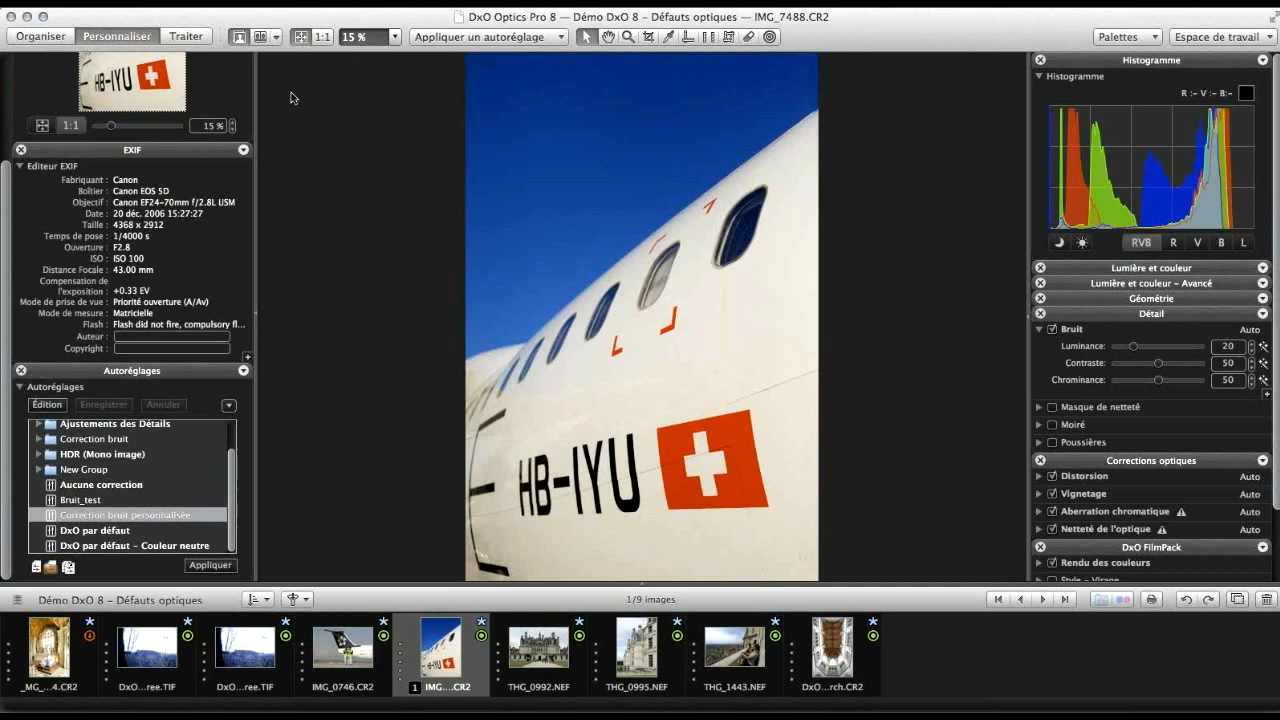 DxO Optics Pro 8 — Démo DxO 8 – Défauts optiques — IMG_7488.CR2
Organiser Personnaliser Traiter 1:1 15 % Appliquer un autoréglage Palettes Espace de travail
HB-IYU
1:1 15 %
EXIF
Editeur EXIF
Fabriquant : Canon
Boîtier : Canon EOS 5D
Objectif : Canon EF24-70mm f/2.8L USM
Date : 20 déc. 2006 15:27:27
Taille : 4368 x 2912
Temps de pose : 1/4000 s
Ouverture : F2.8
ISO : ISO 100
Distance Focale : 43.00 mm
Compensation de
l'exposition : +0.33 EV
Mode de prise de vue : Priorité ouverture (A/Av)
Mode de mesure : Matricielle
Flash : Flash did not fire, compulsory fl...
Auteur :
Copyright :
Autoréglages
Autoréglages
Édition Enregistrer Annuler
Ajustements des Détails
Correction bruit
HDR (Mono image)
New Group
Aucune correction
Bruit_test
Correction bruit personnalisée
DxO par défaut
DxO par défaut - Couleur neutre
Appliquer
HB-IYU
Histogramme
Histogramme
R :– V :– B:–
RVB R V B L
Lumière et couleur
Lumière et couleur - Avancé
Géométrie
Détail
Bruit Auto
Luminance: 20
Contraste: 50
Chrominance: 50
Masque de netteté
Moiré
Poussières
Corrections optiques
Distorsion Auto
Vignetage Auto
Aberration chromatique Auto
Netteté de l'optique Auto
DxO FilmPack
Rendu des couleurs
Style - Virage
Démo DxO 8 – Défauts optiques 1/9 images
HB-IYU
_MG_...4.CR2 DxO...ree.TIF DxO...ree.TIF IMG_0746.CR2 1 IMG....CR2 THG_0992.NEF THG_0995.NEF THG_1443.NEF DxO...rch.CR2